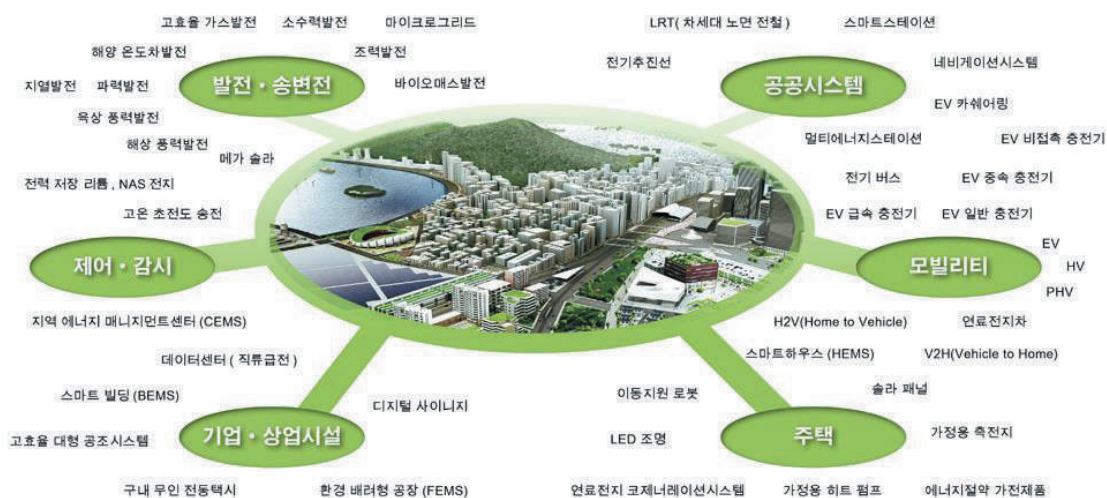 고효율 가스발전
소수력발전
마이크로그리드
해양 온도차발전
조력발전
지열발전
파력발전
발전・송변전
바이오매스발전
육상 풍력발전
해상 풍력발전
메가 솔라
전력 저장 리튬 , NAS 전지
고온 초전도 송전
LRT( 차세대 노면 전철 )
스마트스테이션
전기추진선
공공시스템
네비게이션시스템
EV 카쉐어링
멀티에너지스테이션
EV 비접촉 충전기
전기 버스
EV 중속 충전기
EV 급속 충전기
EV 일반 충전기
제어・감시
모빌리티
EV
HV
PHV
지역 에너지 매니지먼트센터 (CEMS)
데이터센터 ( 직류급전 )
스마트 빌딩 (BEMS)
디지털 사이니지
기업・상업시설
고효율 대형 공조시스템
구내 무인 전동택시
환경 배려형 공장 (FEMS)
H2V(Home to Vehicle)
연료전지차
스마트하우스 (HEMS)
V2H(Vehicle to Home)
이동지원 로봇
솔라 패널
LED 조명
주택
가정용 축전지
연료전지 코제너레이션시스템
가정용 히트 펌프
에너지절약 가전제품